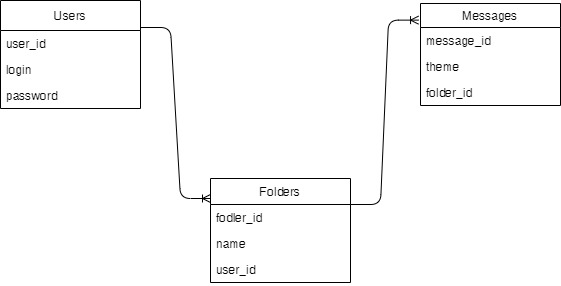 Users
user_id
login
password
Messages
message_id
theme
folder_id
Folders
fodler_id
name
user_id